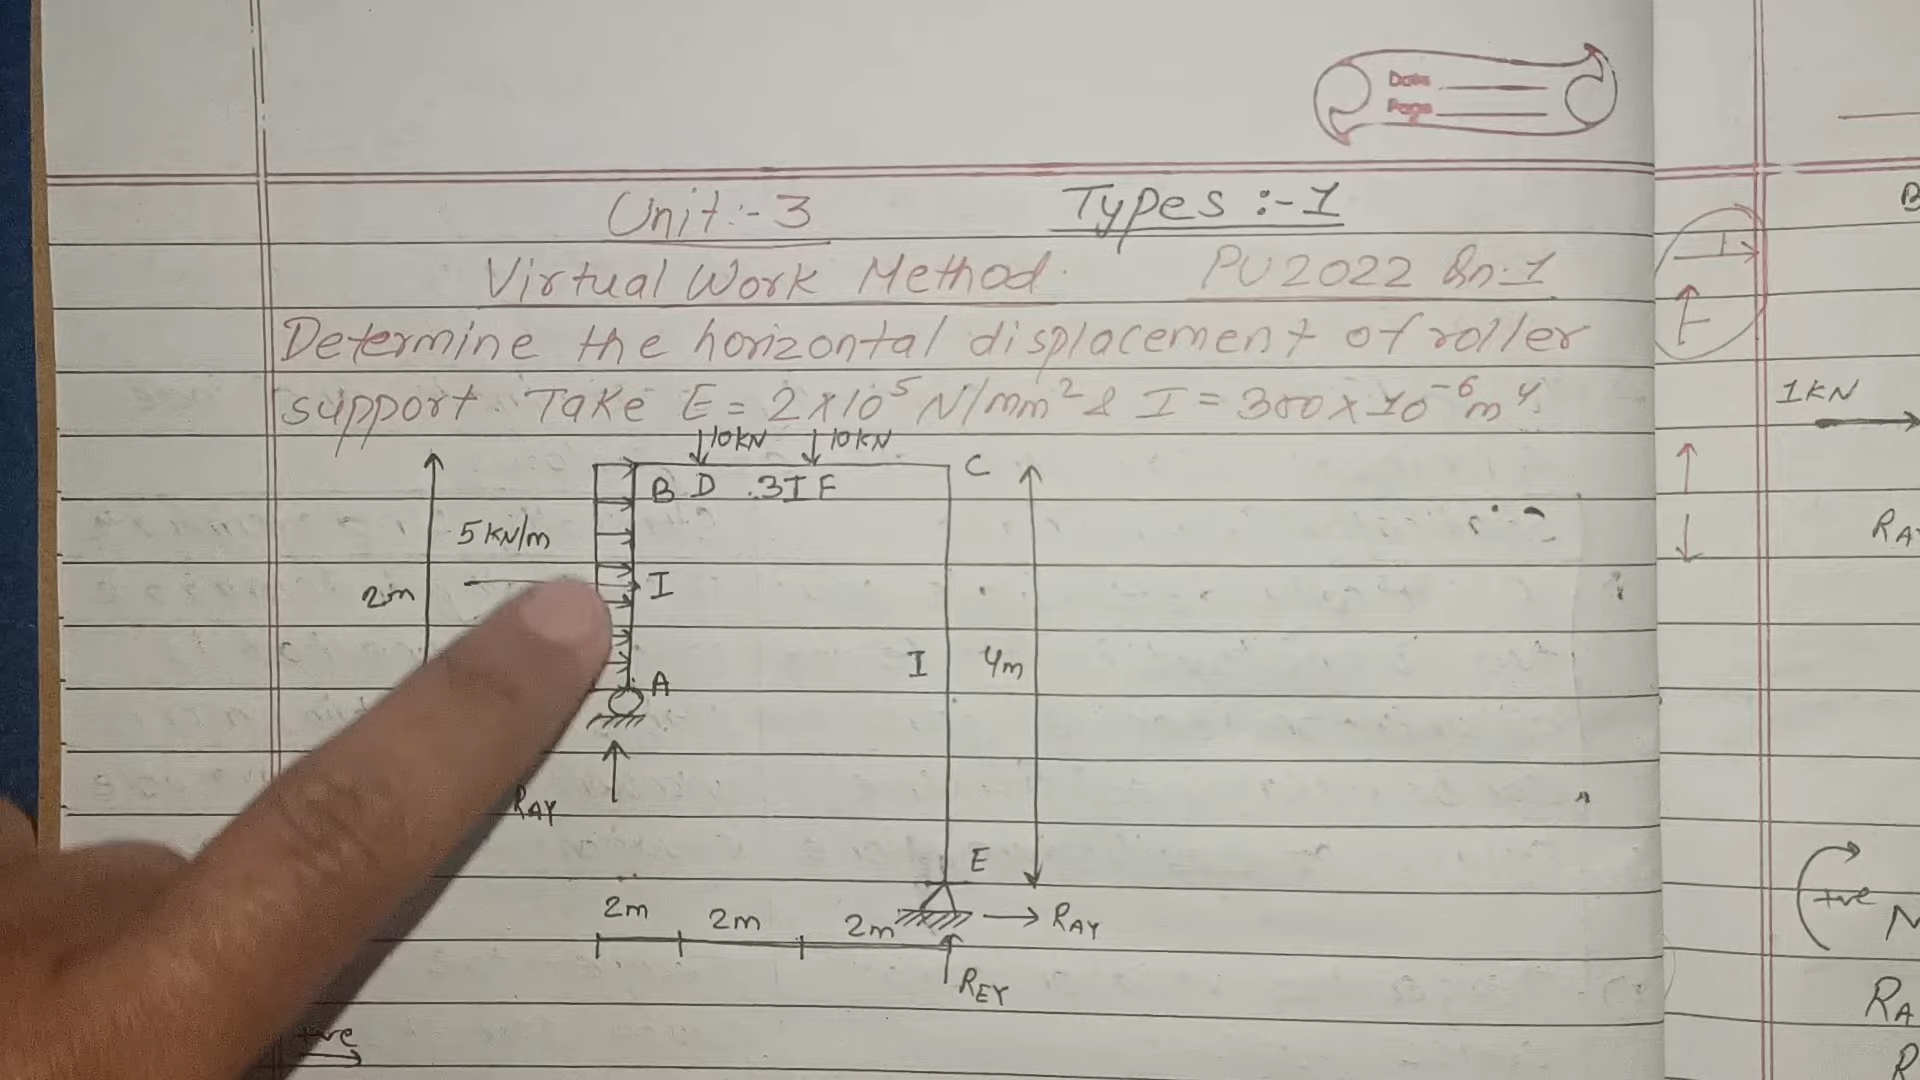 Date
Page
Unit:-3 Types:-1
Virtual Work Method. PU2022 Qn.1
Determine the horizontal displacement of roller
support. Take E = 2×10⁵ N/mm² & I = 300×10⁻⁶m⁴.
10KN 10KN
B D .3I F C
5KN/m
2m
I
A
I 4m
RAY
E
2m 2m 2m
RAY
REY
+ve
B
1KN
RA
+ve
RA
R